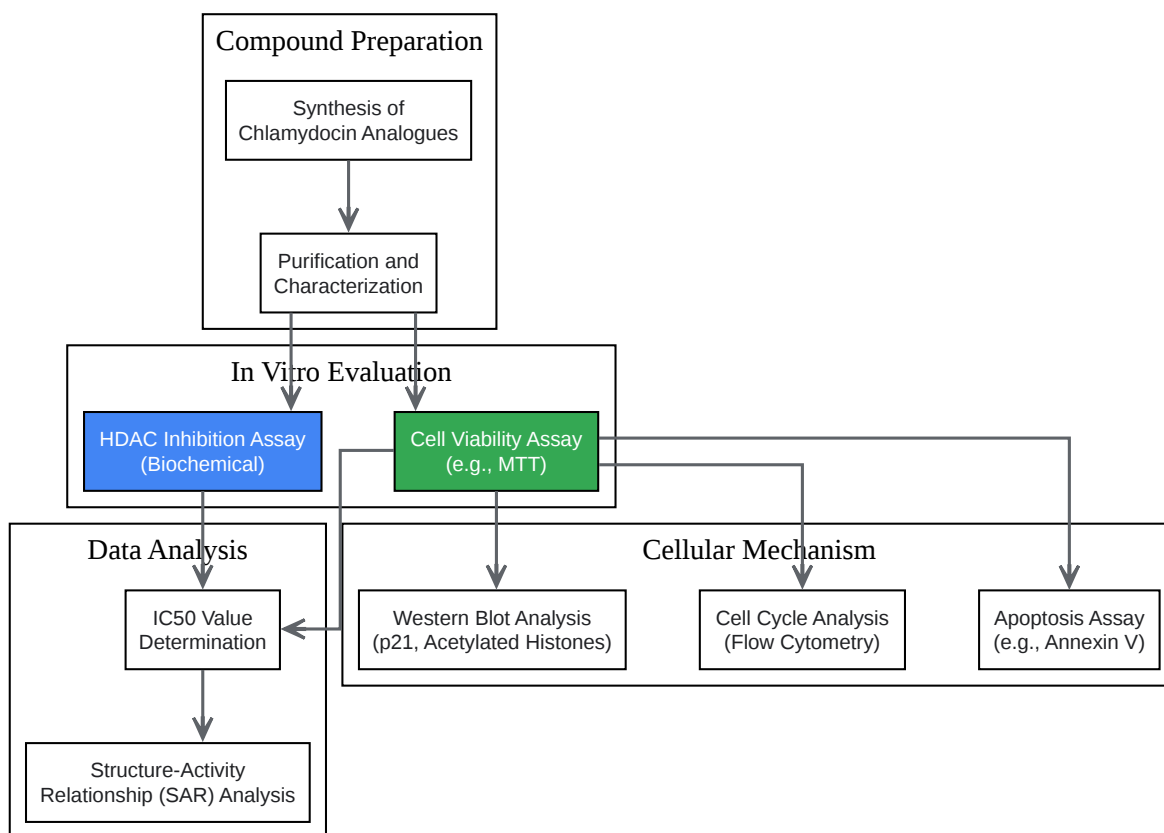 Compound Preparation
Synthesis of
Chlamydocin Analogues
Purification and
Characterization
In Vitro Evaluation
HDAC Inhibition Assay
(Biochemical)
Cell Viability Assay
(e.g., MTT)
Data Analysis
IC50 Value
Determination
Structure-Activity
Relationship (SAR) Analysis
Cellular Mechanism
Western Blot Analysis
(p21, Acetylated Histones)
Cell Cycle Analysis
(Flow Cytometry)
Apoptosis Assay
(e.g., Annexin V)